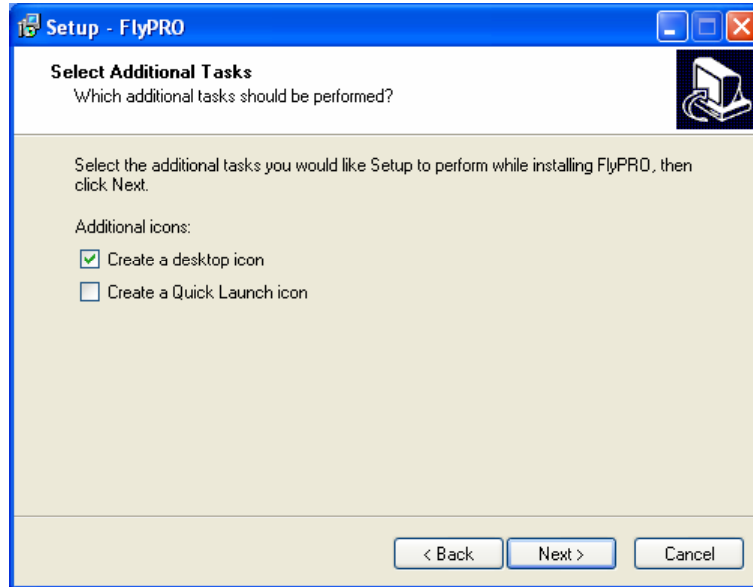 Setup - FlyPRO
Select Additional Tasks
Which additional tasks should be performed?
Select the additional tasks you would like Setup to perform while installing FlyPRO, then
click Next.
Additional icons:
Create a desktop icon
Create a Quick Launch icon
< Back
Next >
Cancel